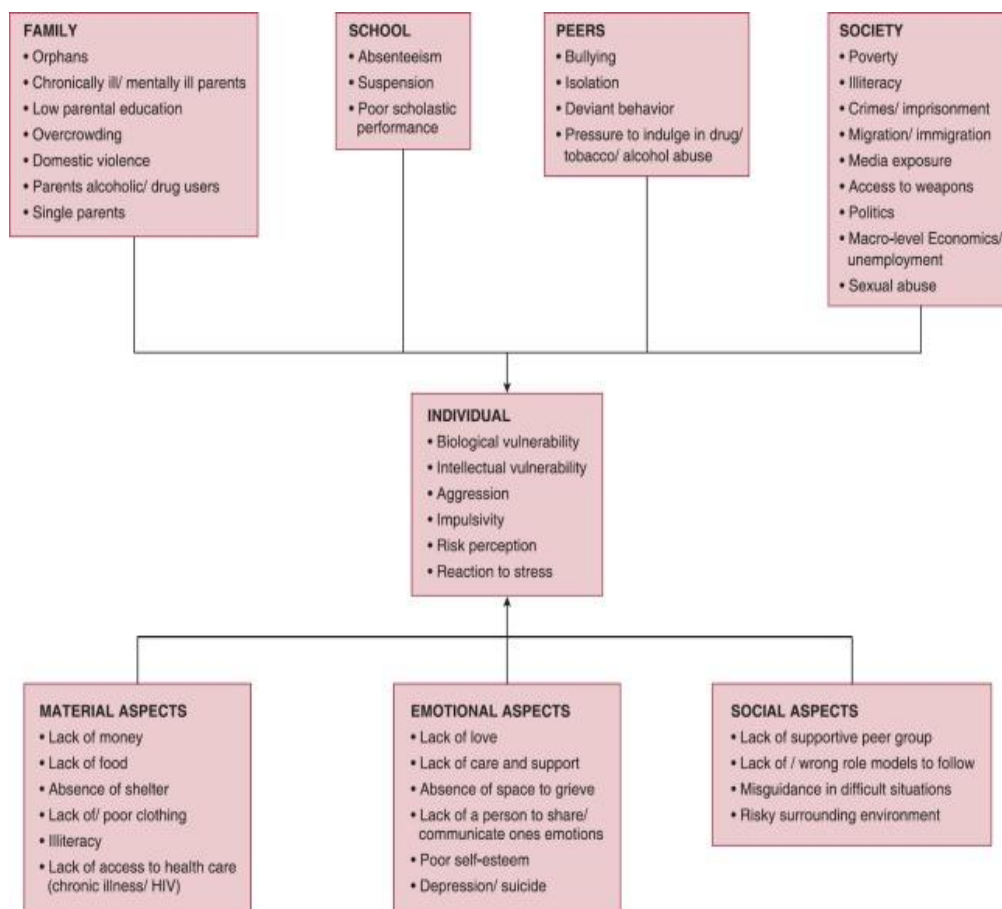 FAMILY
• Orphans
• Chronically ill/ mentally ill parents
• Low parental education
• Overcrowding
• Domestic violence
• Parents alcoholic/ drug users
• Single parents
SCHOOL
• Absenteeism
• Suspension
• Poor scholastic
performance
PEERS
• Bullying
• Isolation
• Deviant behavior
• Pressure to indulge in drug/
tobacco/ alcohol abuse
SOCIETY
• Poverty
• Illiteracy
• Crimes/ imprisonment
• Migration/ immigration
• Media exposure
• Access to weapons
• Politics
• Macro-level Economics/
unemployment
• Sexual abuse
INDIVIDUAL
• Biological vulnerability
• Intellectual vulnerability
• Aggression
• Impulsivity
• Risk perception
• Reaction to stress
MATERIAL ASPECTS
• Lack of money
• Lack of food
• Absence of shelter
• Lack of/ poor clothing
• Illiteracy
• Lack of access to health care
(chronic illness/ HIV)
EMOTIONAL ASPECTS
• Lack of love
• Lack of care and support
• Absence of space to grieve
• Lack of a person to share/
communicate ones emotions
• Poor self-esteem
• Depression/ suicide
SOCIAL ASPECTS
• Lack of supportive peer group
• Lack of / wrong role models to follow
• Misguidance in difficult situations
• Risky surrounding environment